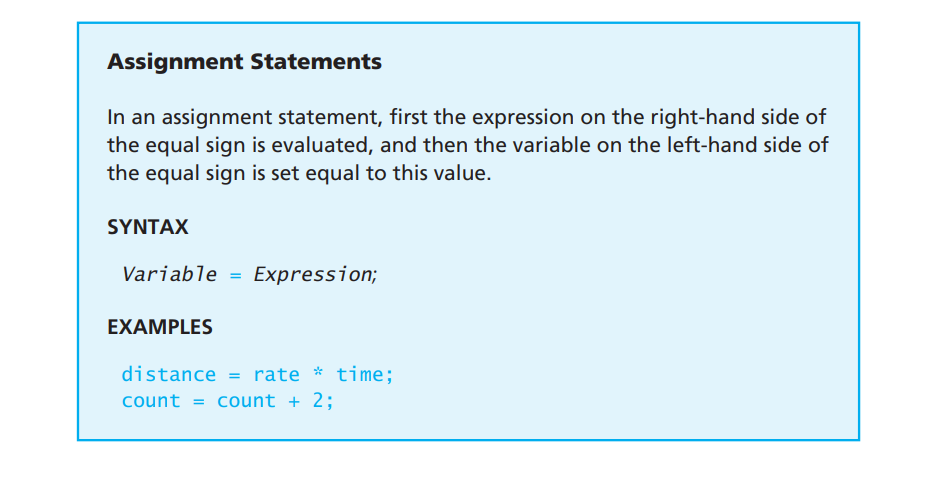 Assignment Statements
In an assignment statement, first the expression on the right-hand side of
the equal sign is evaluated, and then the variable on the left-hand side of
the equal sign is set equal to this value.
SYNTAX
Variable = Expression;
EXAMPLES
distance = rate * time;
count = count + 2;